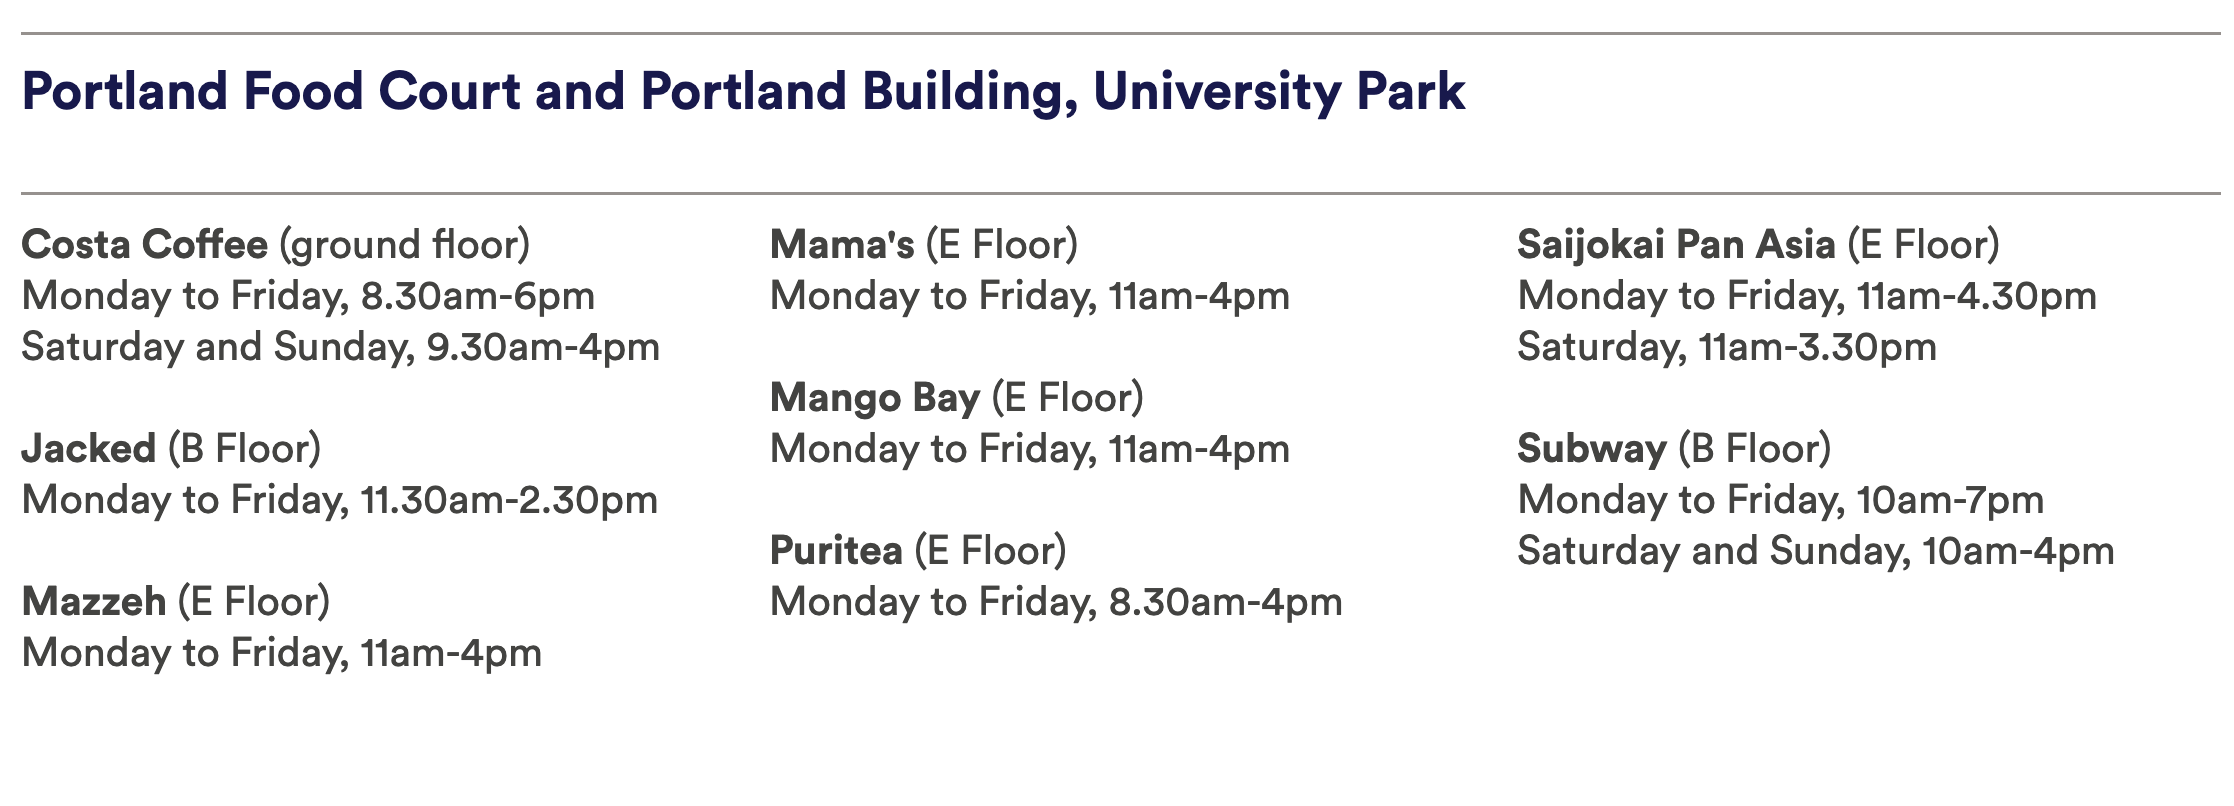 Portland Food Court and Portland Building, University Park
Costa Coffee (ground floor)
Monday to Friday, 8.30am-6pm
Saturday and Sunday, 9.30am-4pm
Jacked (B Floor)
Monday to Friday, 11.30am-2.30pm
Mazzeh (E Floor)
Monday to Friday, 11am-4pm
Mama's (E Floor)
Monday to Friday, 11am-4pm
Mango Bay (E Floor)
Monday to Friday, 11am-4pm
Puritea (E Floor)
Monday to Friday, 8.30am-4pm
Saijokai Pan Asia (E Floor)
Monday to Friday, 11am-4.30pm
Saturday, 11am-3.30pm
Subway (B Floor)
Monday to Friday, 10am-7pm
Saturday and Sunday, 10am-4pm